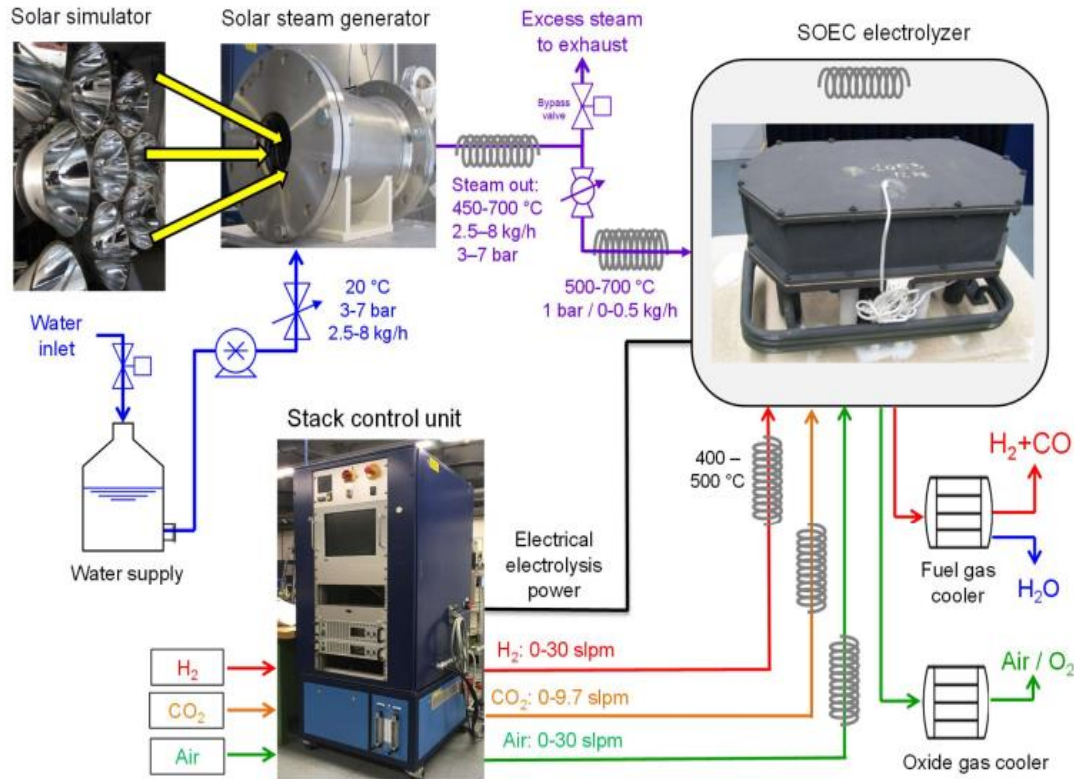 Solar simulator
Solar steam generator
Excess steam
to exhaust
SOEC electrolyzer
Bypass
valve
Steam out:
450-700 °C
2.5–8 kg/h
3–7 bar
500-700 °C
1 bar / 0-0.5 kg/h
20 °C
3-7 bar
2.5-8 kg/h
Water
inlet
Water supply
Stack control unit
Electrical
electrolysis
power
400 –
500 °C
H₂
CO₂
Air
H₂: 0-30 slpm
CO₂: 0-9.7 slpm
Air: 0-30 slpm
H₂+CO
Fuel gas
cooler
H₂O
Air / O₂
Oxide gas cooler